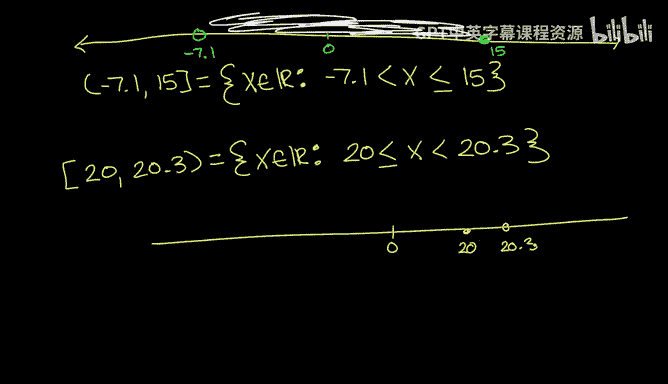 GPT中英字幕课程资源 bilibili
-7.1 0 15
(-7.1, 15] = {x∈ℝ: -7.1 < x ≤ 15}
[20, 20.3) = {x∈ℝ: 20 ≤ x < 20.3}
0 20 20.3